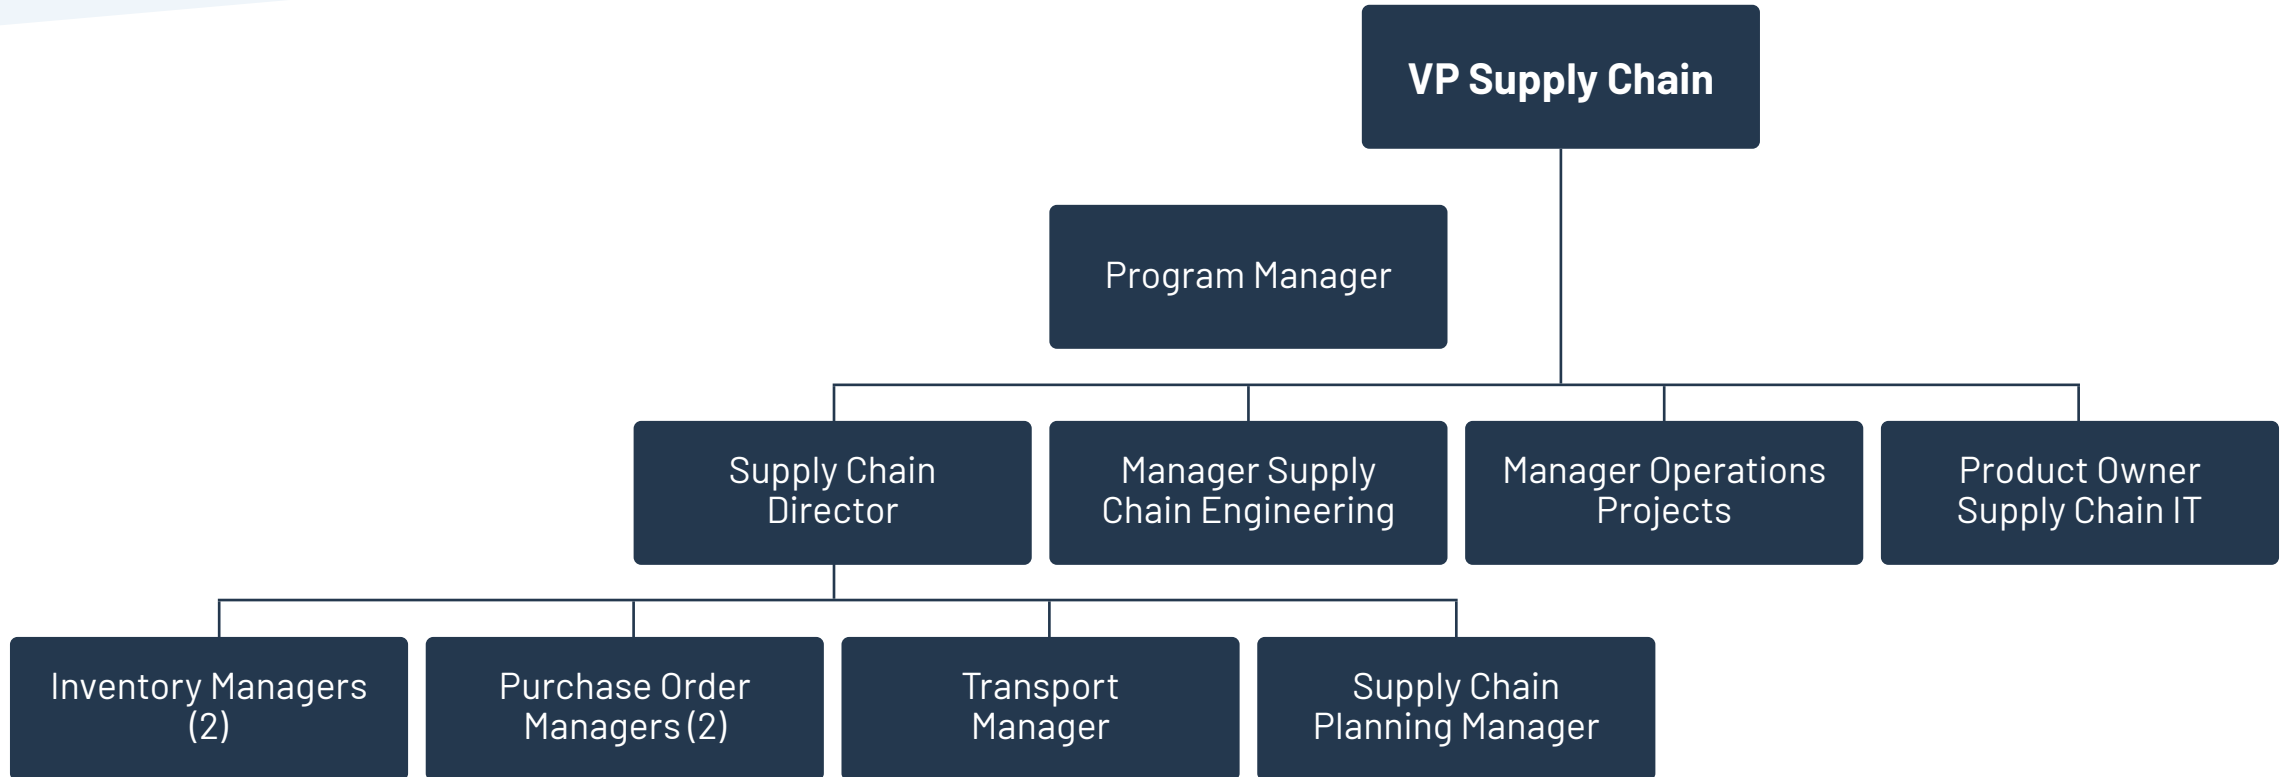 VP Supply Chain
Program Manager
Supply Chain
Director
Manager Supply
Chain Engineering
Manager Operations
Projects
Product Owner
Supply Chain IT
Inventory Managers
(2)
Purchase Order
Managers (2)
Transport
Manager
Supply Chain
Planning Manager